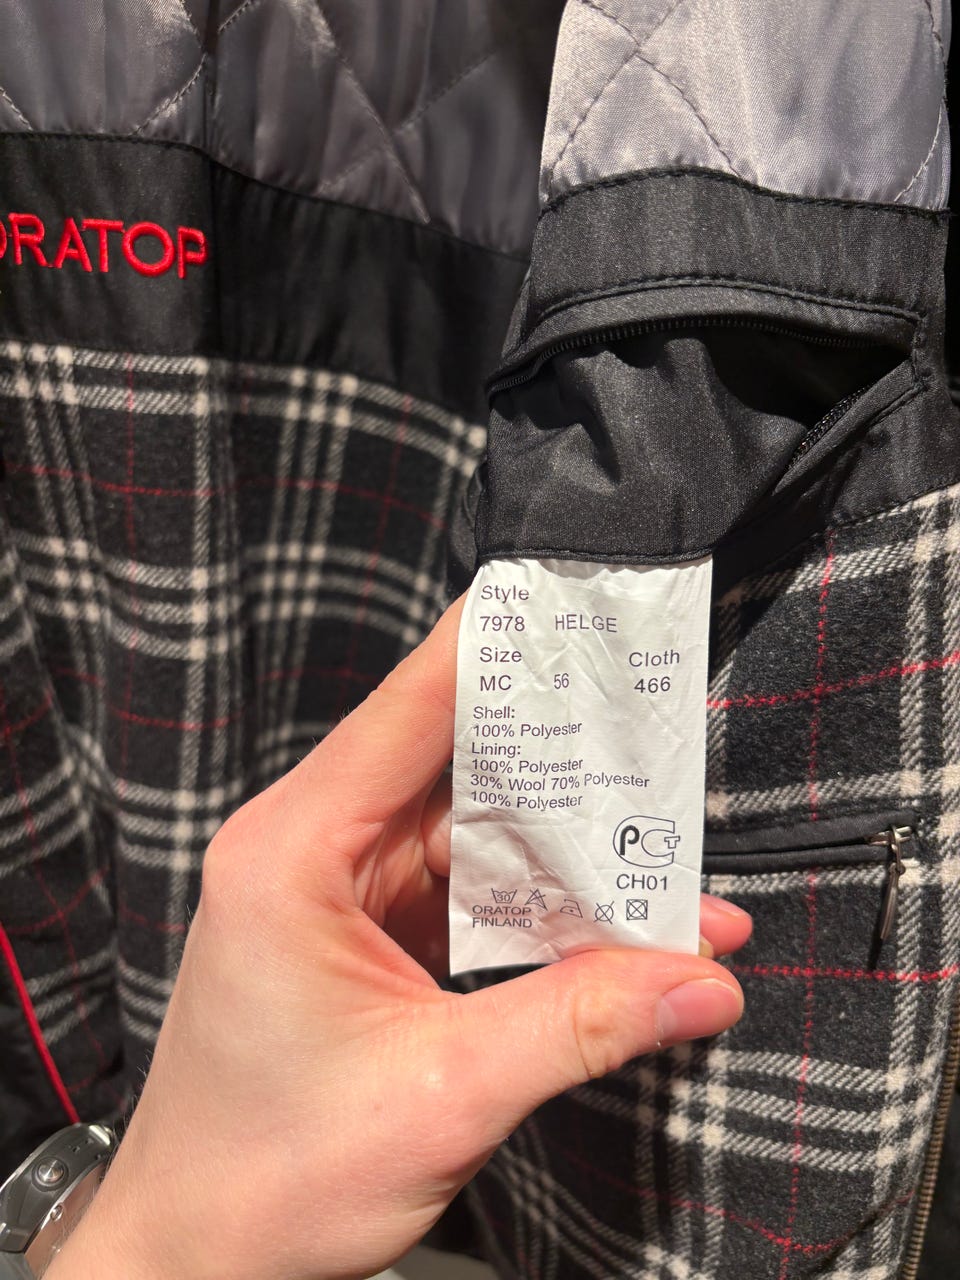 ORATOP
Style
7978 HELGE
Size Cloth
MC 56 466
Shell:
100% Polyester
Lining:
100% Polyester
30% Wool 70% Polyester
100% Polyester
РСТ
CH01
30
ORATOP
FINLAND